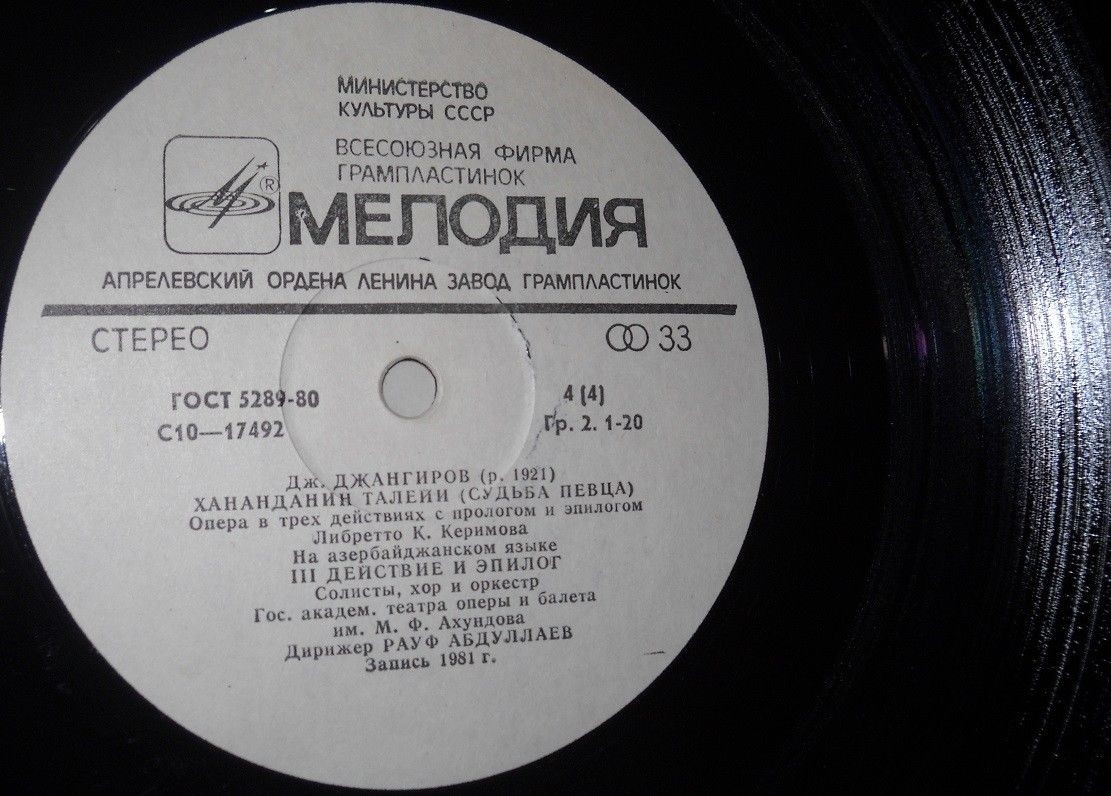 МИНИСТЕРСТВО
КУЛЬТУРЫ СССР
ВСЕСОЮЗНАЯ ФИРМА
ГРАМПЛАСТИНОК
®
МЕЛОДИЯ
АПРЕЛЕВСКИЙ ОРДЕНА ЛЕНИНА ЗАВОД ГРАМПЛАСТИНОК
СТЕРЕО 33
ГОСТ 5289-80 4 (4)
С10—17492 Гр. 2. 1-20
Дж. ДЖАНГИРОВ (р. 1921)
ХАНАНДАНИН ТАЛЕЙИ (СУДЬБА ПЕВЦА)
Опера в трех действиях с прологом и эпилогом
Либретто К. Керимова
На азербайджанском языке
III ДЕЙСТВИЕ И ЭПИЛОГ
Солисты, хор и оркестр
Гос. академ. театра оперы и балета
им. М. Ф. Ахундова
Дирижер РАУФ АБДУЛЛАЕВ
Запись 1981 г.